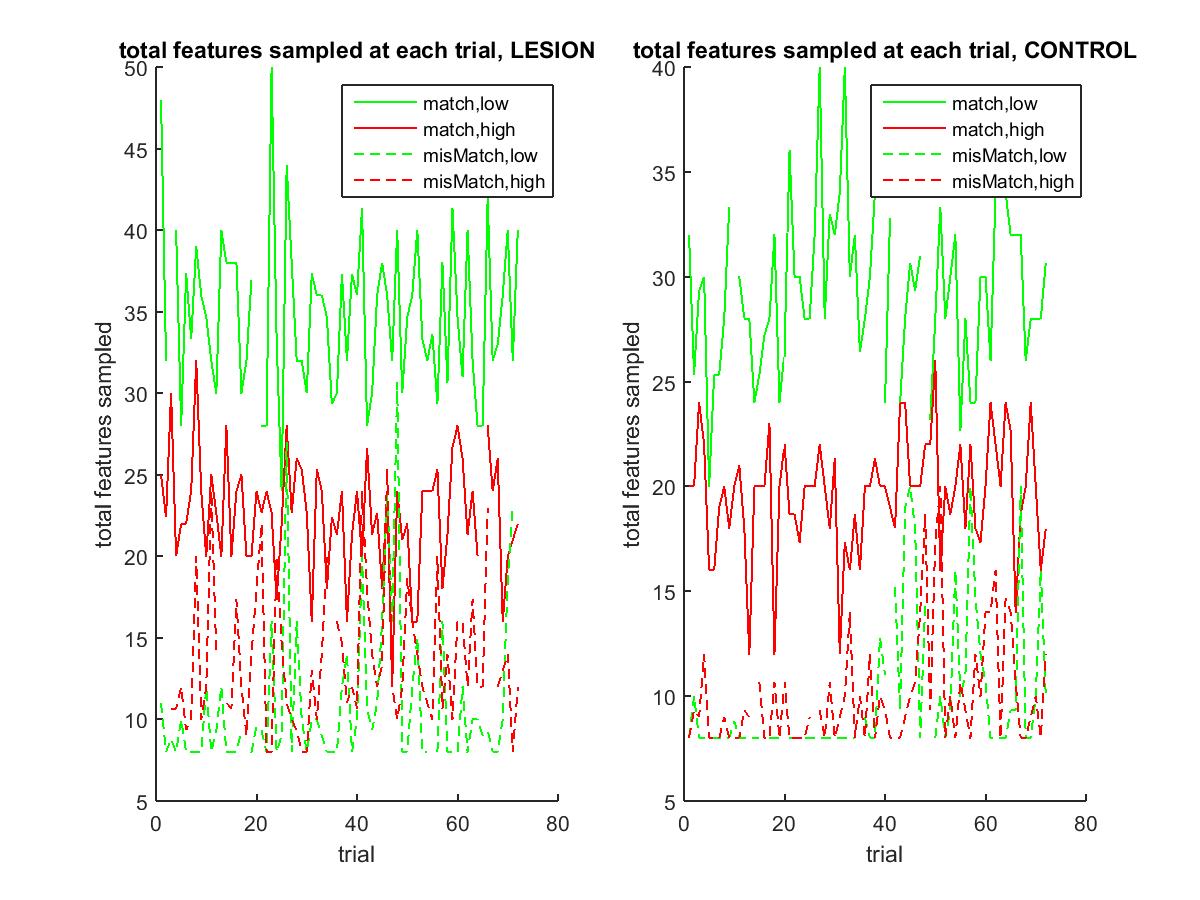 total features sampled at each trial, LESION
total features sampled
50
45
40
35
30
25
20
15
10
5
0
20
40
60
80
trial
match,low
match,high
misMatch,low
misMatch,high
total features sampled at each trial, CONTROL
total features sampled
40
35
30
25
20
15
10
5
0
20
40
60
80
trial
match,low
match,high
misMatch,low
misMatch,high